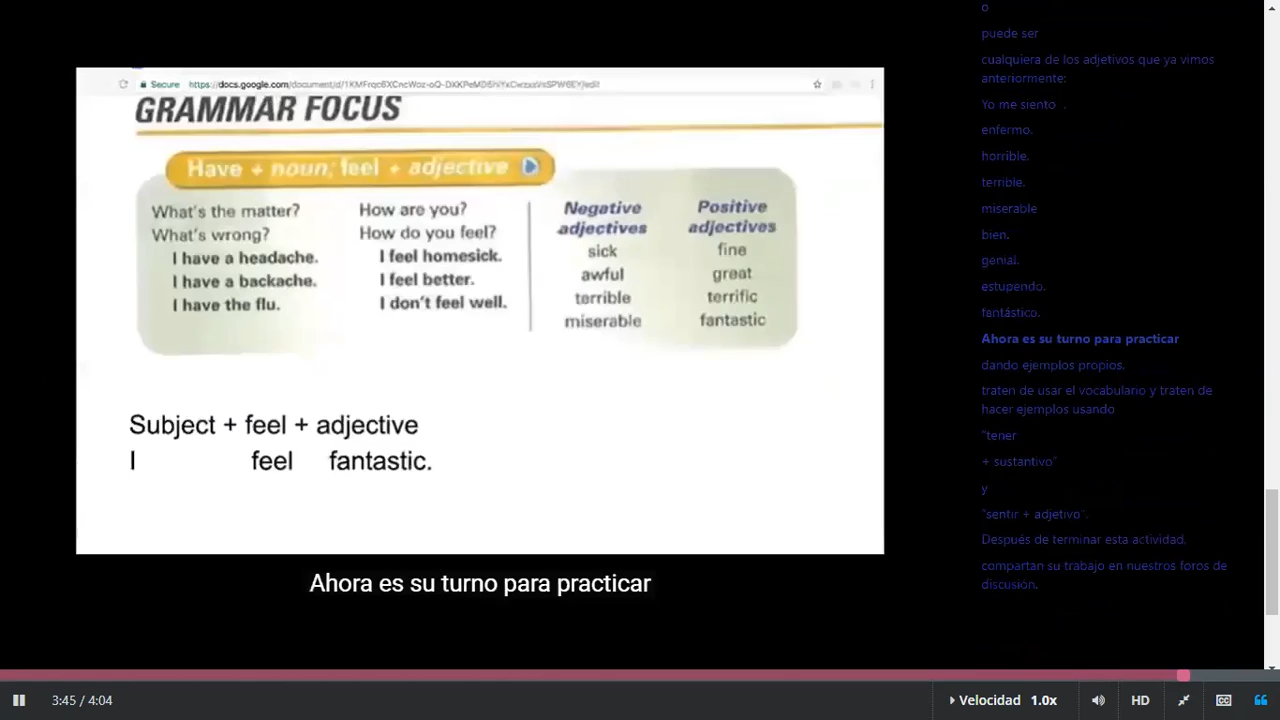 Secure
GRAMMAR FOCUS
Have + noun; feel + adjective
What's the matter?
What's wrong?
I have a headache.
I have a backache.
I have the flu.
How are you?
How do you feel?
I feel homesick.
I feel better.
I don't feel well.
Negative
adjectives
sick
awful
terrible
miserable
Positive
adjectives
fine
great
terrific
fantastic
Subject + feel + adjective
I feel fantastic.
Ahora es su turno para practicar
o
puede ser
cualquiera de los adjetivos que ya vimos
anteriormente:
Yo me siento .
enfermo.
horrible.
terrible.
miserable
bien.
genial.
estupendo.
fantástico.
Ahora es su turno para practicar
dando ejemplos propios.
traten de usar el vocabulario y traten de
hacer ejemplos usando
"tener
+ sustantivo"
y
"sentir + adjetivo".
Después de terminar esta actividad,
compartan su trabajo en nuestros foros de
discusión.
3:45 / 4:04
Velocidad 1.0x
HD
CC